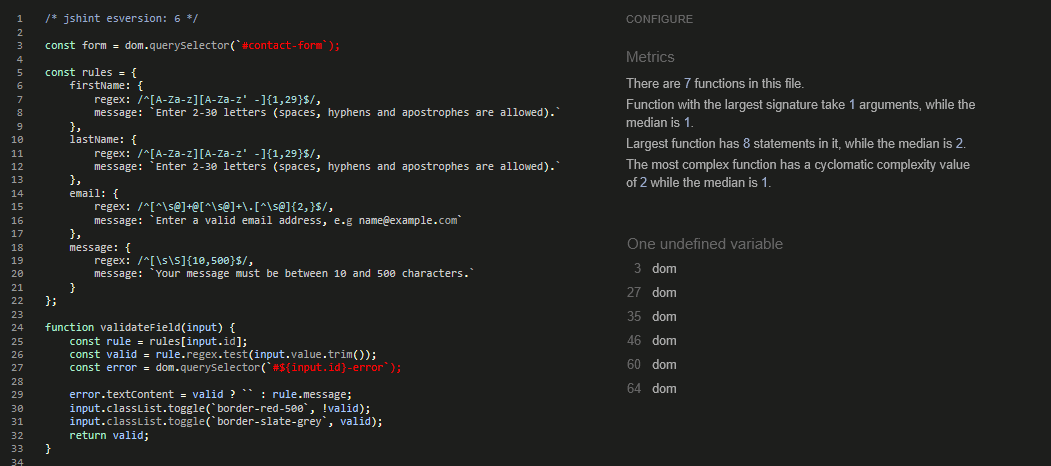 1 /* jshint esversion: 6 */
2
3 const form = dom.querySelector(`#contact-form`);
4
5 const rules = {
6 firstName: {
7 regex: /^[A-Za-z][A-Za-z' -]{1,29}$/,
8 message: `Enter 2-30 letters (spaces, hyphens and apostrophes are allowed).`
9 },
10 lastName: {
11 regex: /^[A-Za-z][A-Za-z' -]{1,29}$/,
12 message: `Enter 2-30 letters (spaces, hyphens and apostrophes are allowed).`
13 },
14 email: {
15 regex: /^[^\s@]+@[^\s@]+\.[^\s@]{2,}$/,
16 message: `Enter a valid email address, e.g name@example.com`
17 },
18 message: {
19 regex: /^[\s\S]{10,500}$/,
20 message: `Your message must be between 10 and 500 characters.`
21 }
22 };
23
24 function validateField(input) {
25 const rule = rules[input.id];
26 const valid = rule.regex.test(input.value.trim());
27 const error = dom.querySelector(`#${input.id}-error`);
28
29 error.textContent = valid ? `` : rule.message;
30 input.classList.toggle(`border-red-500`, !valid);
31 input.classList.toggle(`border-slate-grey`, valid);
32 return valid;
33 }
34
CONFIGURE
Metrics
There are 7 functions in this file.
Function with the largest signature take 1 arguments, while the
median is 1.
Largest function has 8 statements in it, while the median is 2.
The most complex function has a cyclomatic complexity value
of 2 while the median is 1.
One undefined variable
3 dom
27 dom
35 dom
46 dom
60 dom
64 dom